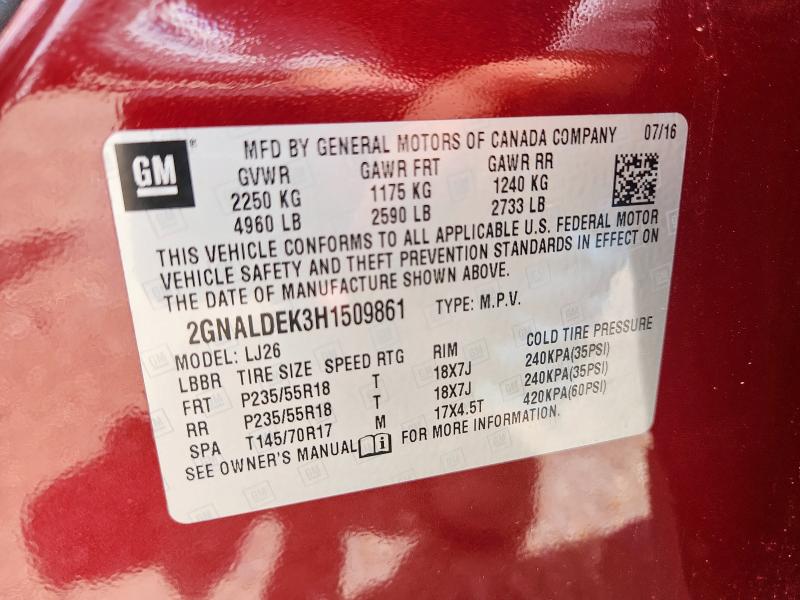 GM ® MFD BY GENERAL MOTORS OF CANADA COMPANY 07/16
GVWR GAWR FRT GAWR RR
2250 KG 1175 KG 1240 KG
4960 LB 2590 LB 2733 LB
THIS VEHICLE CONFORMS TO ALL APPLICABLE U.S. FEDERAL MOTOR
VEHICLE SAFETY AND THEFT PREVENTION STANDARDS IN EFFECT ON
THE DATE OF MANUFACTURE SHOWN ABOVE.
2GNALDEK3H1509861 TYPE: M.P.V.
MODEL: LJ26
LBBR TIRE SIZE SPEED RTG RIM COLD TIRE PRESSURE
FRT P235/55R18 T 18X7J 240KPA(35PSI)
RR P235/55R18 T 18X7J 240KPA(35PSI)
SPA T145/70R17 M 17X4.5T 420KPA(60PSI)
SEE OWNER'S MANUAL i FOR MORE INFORMATION.